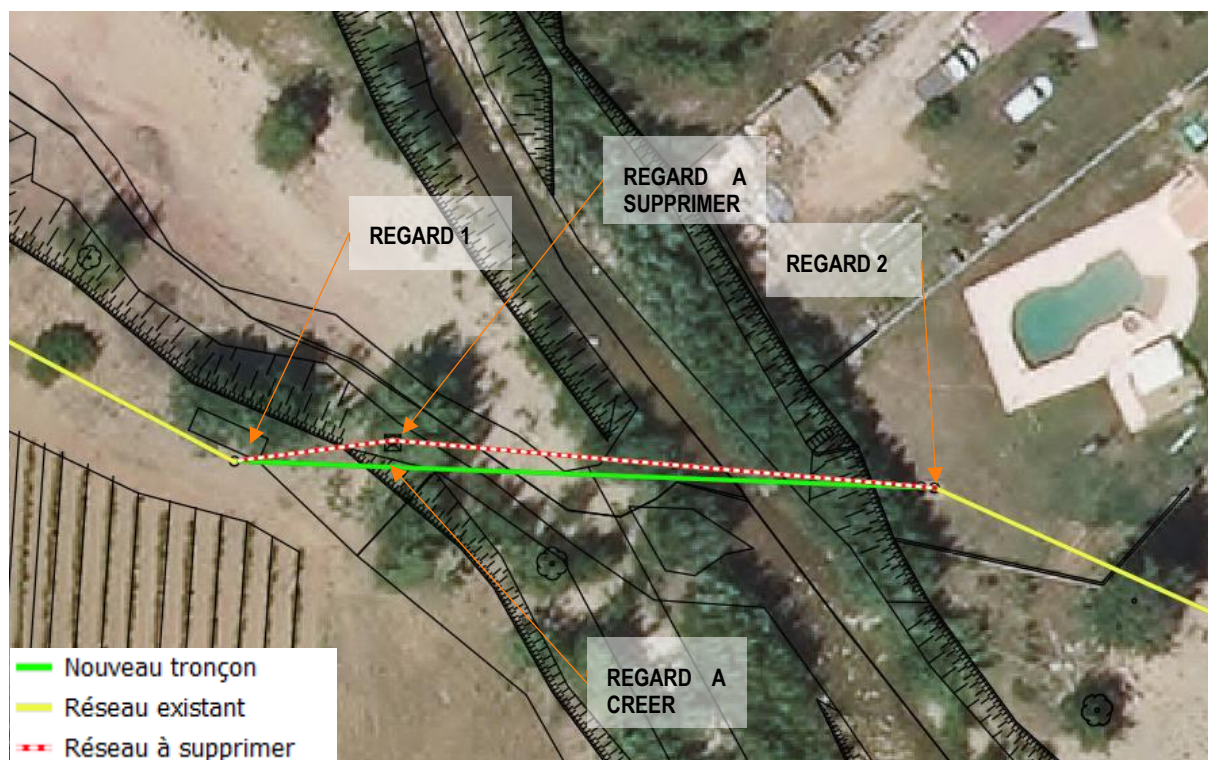 REGARD A
SUPPRIMER
REGARD 1
REGARD 2
REGARD A
CREER
Nouveau tronçon
Réseau existant
Réseau à supprimer